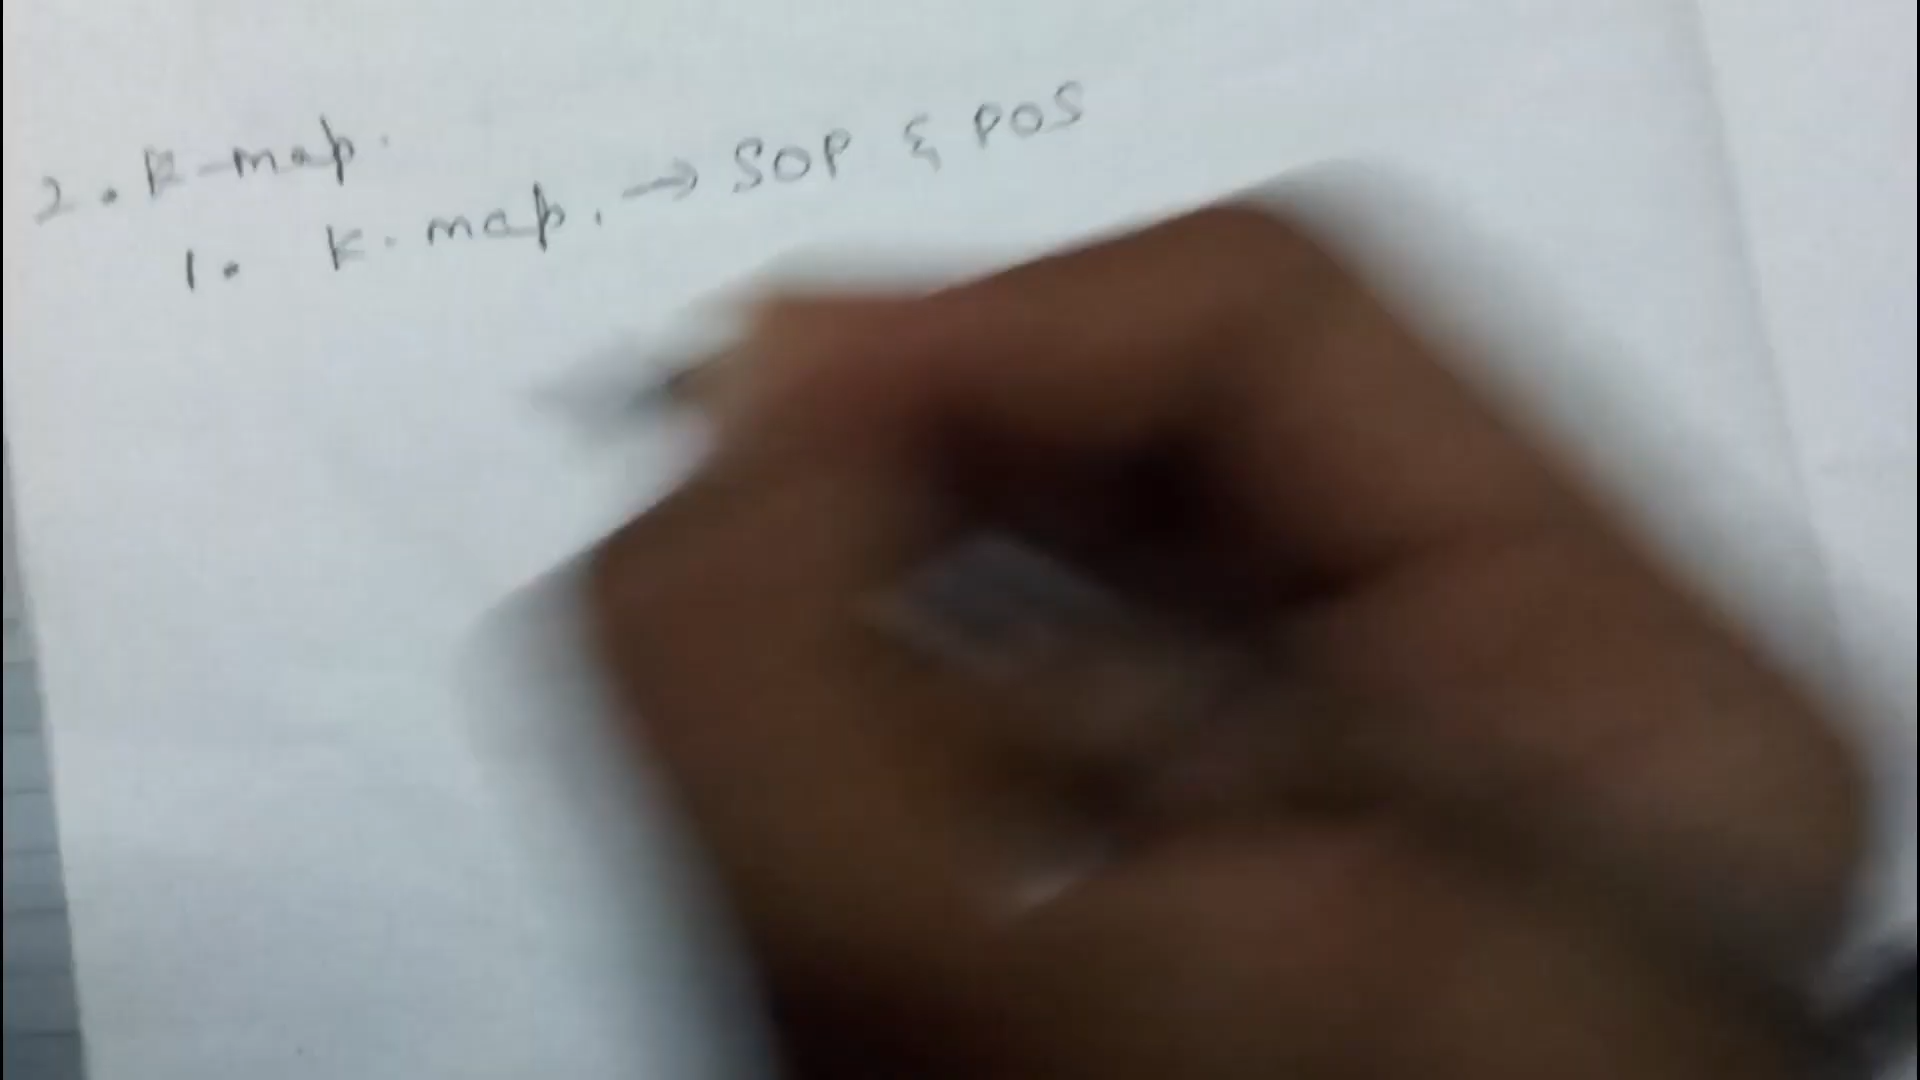 2. K-map.
1. K-map. → SOP & POS